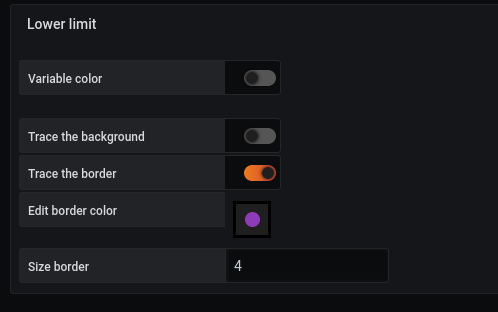 Lower limit
Variable color
Trace the background
Trace the border
Edit border color
Size border
4